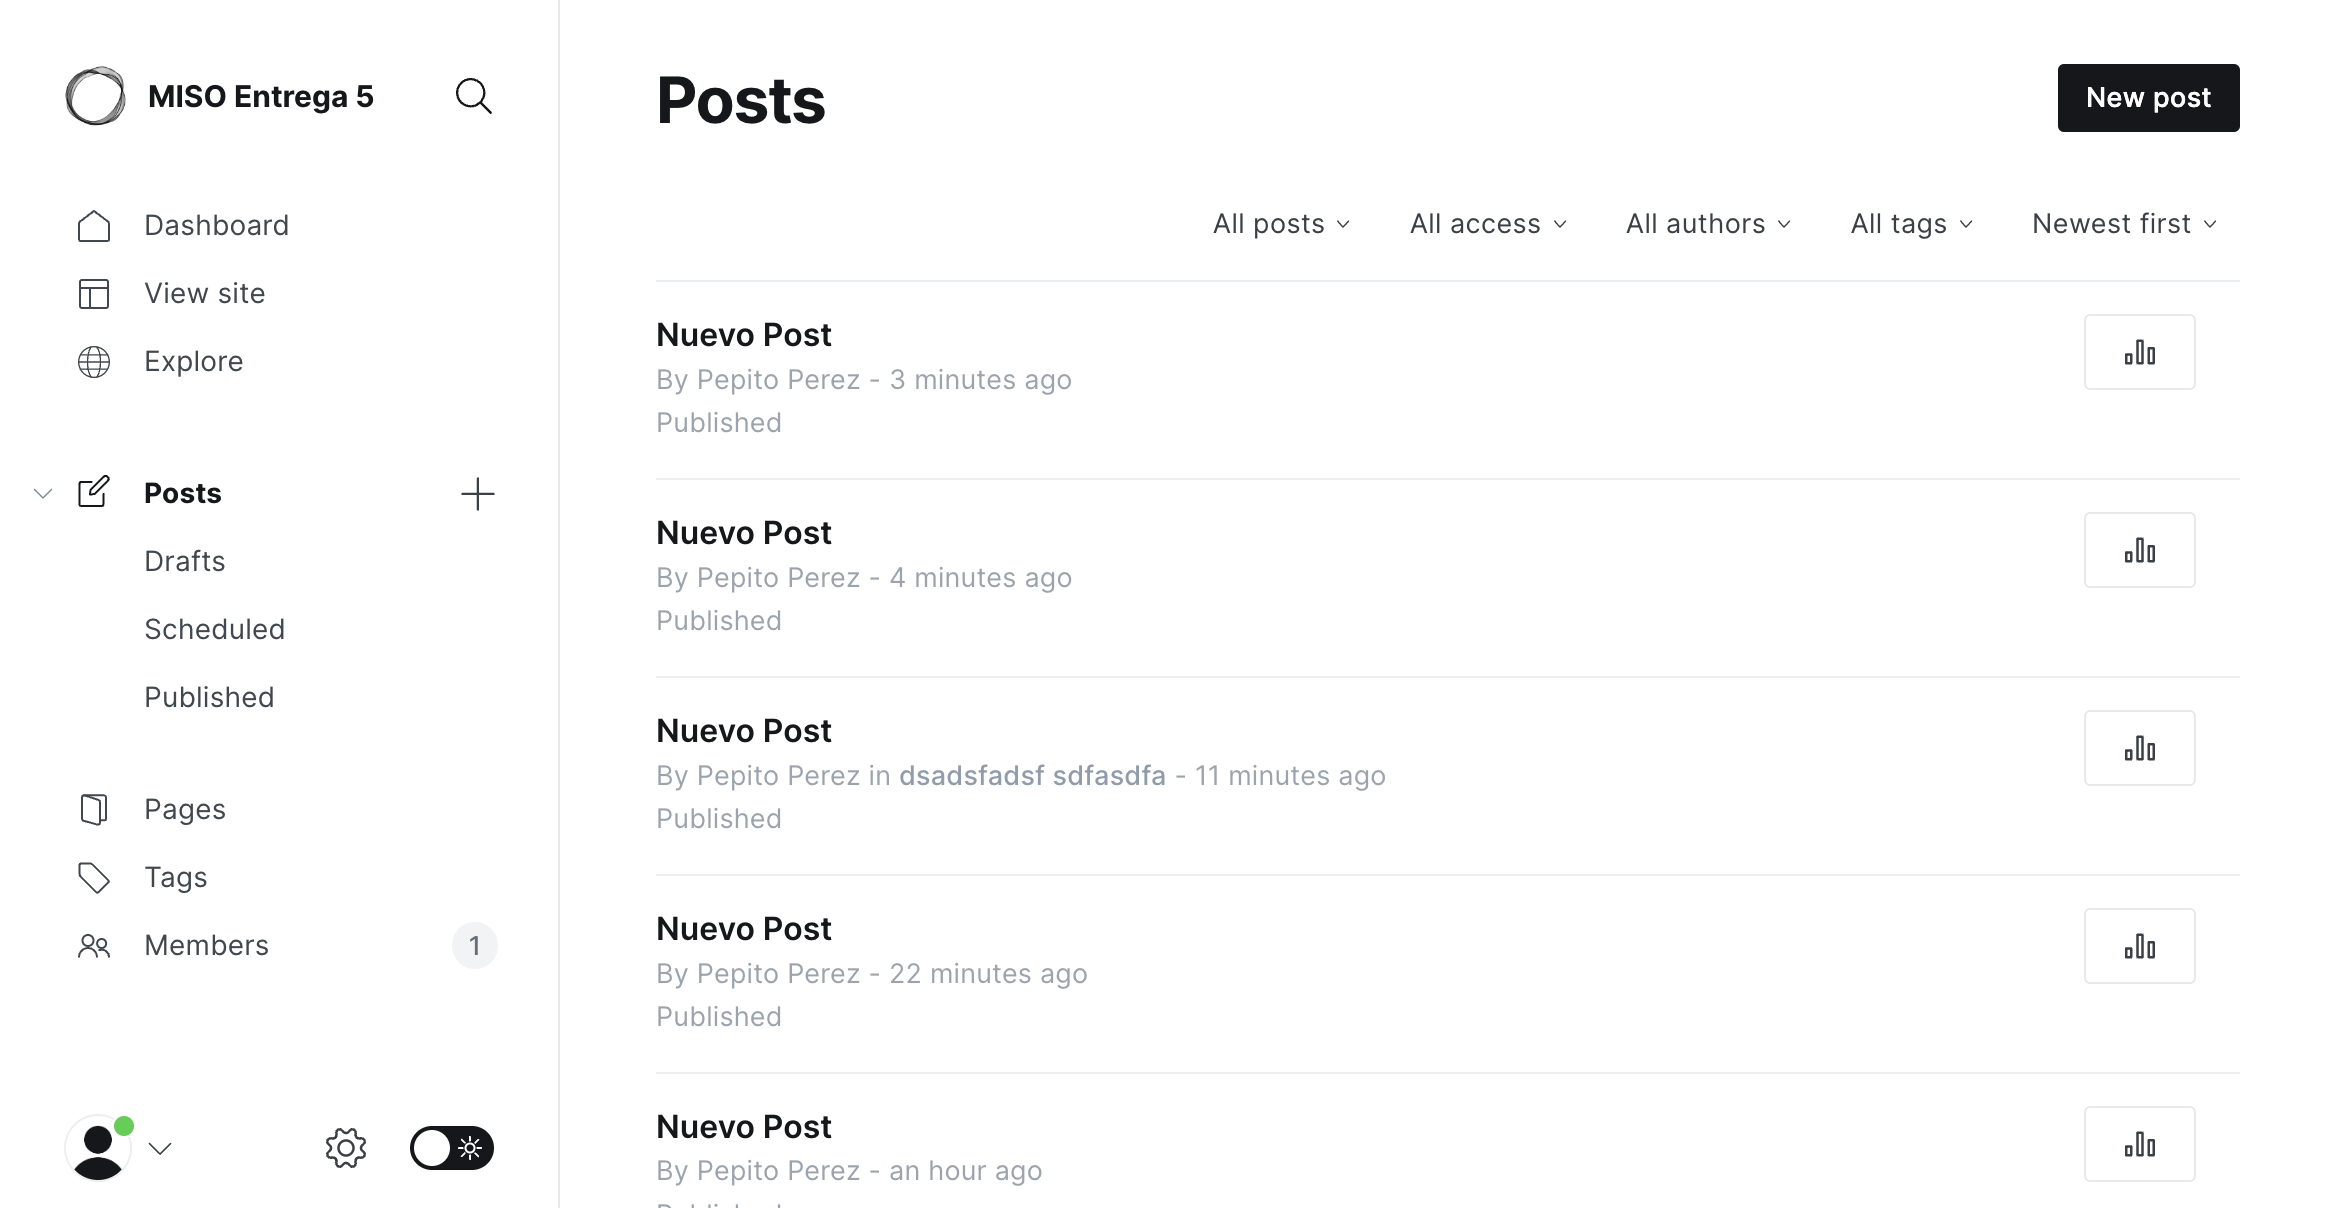 MISO Entrega 5
Dashboard
View site
Explore
Posts
Drafts
Scheduled
Published
Pages
Tags
Members
1
Posts
New post
All posts
All access
All authors
All tags
Newest first
Nuevo Post
By Pepito Perez - 3 minutes ago
Published
Nuevo Post
By Pepito Perez - 4 minutes ago
Published
Nuevo Post
By Pepito Perez in dsadsfadsf sdfasdfa - 11 minutes ago
Published
Nuevo Post
By Pepito Perez - 22 minutes ago
Published
Nuevo Post
By Pepito Perez - an hour ago